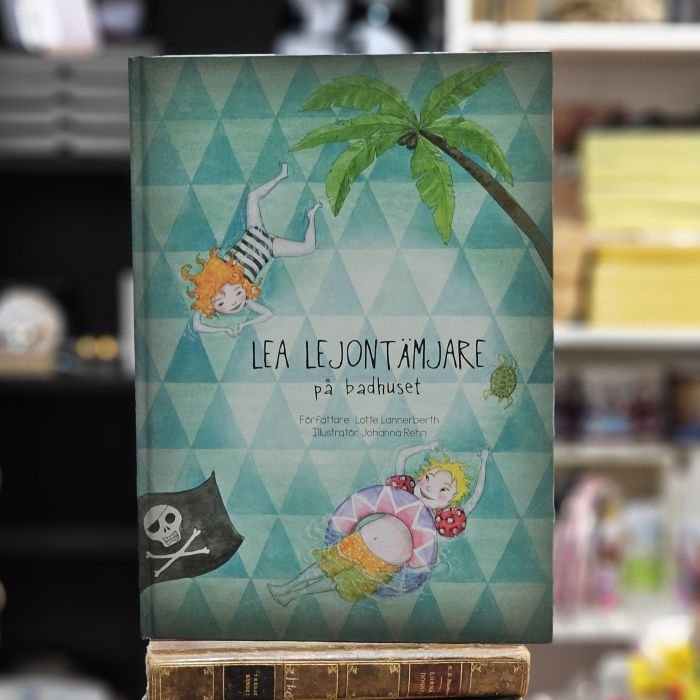 LEA LEJONTÄMJARE
på badhuset
Författare Lotte Lannerberth
Illustratör Johanna Rehn